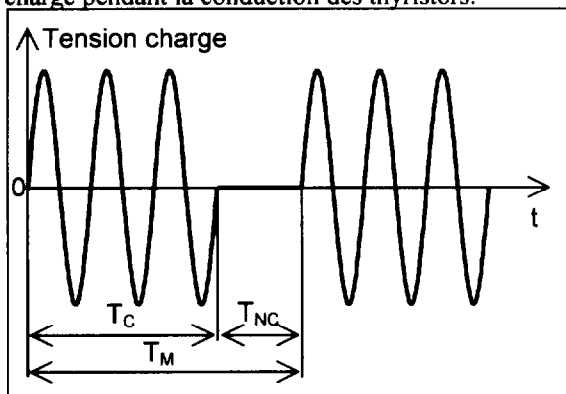 charge pendant la conduction des thyristors.
Tension charge
0
t
T_C T_NC
T_M